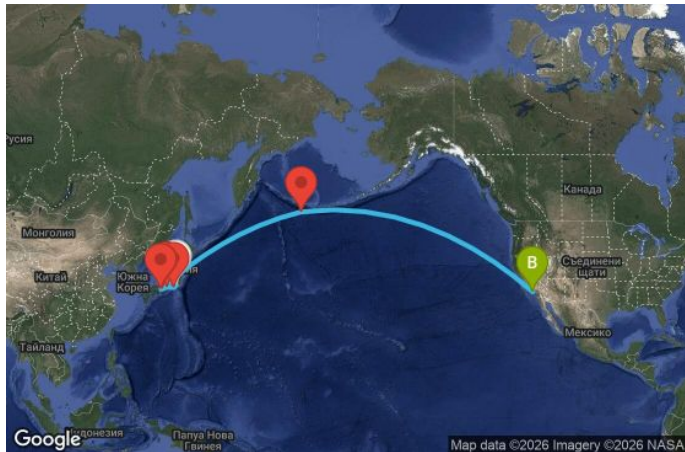 Русия
Канада
Монголия
B
Съединени
щати
Китай
Южна
Корея
Мексико
Тайланд
Индонезия
Папуа Нова
Гвинея
Google
Map data ©2026 Imagery ©2026 NASA